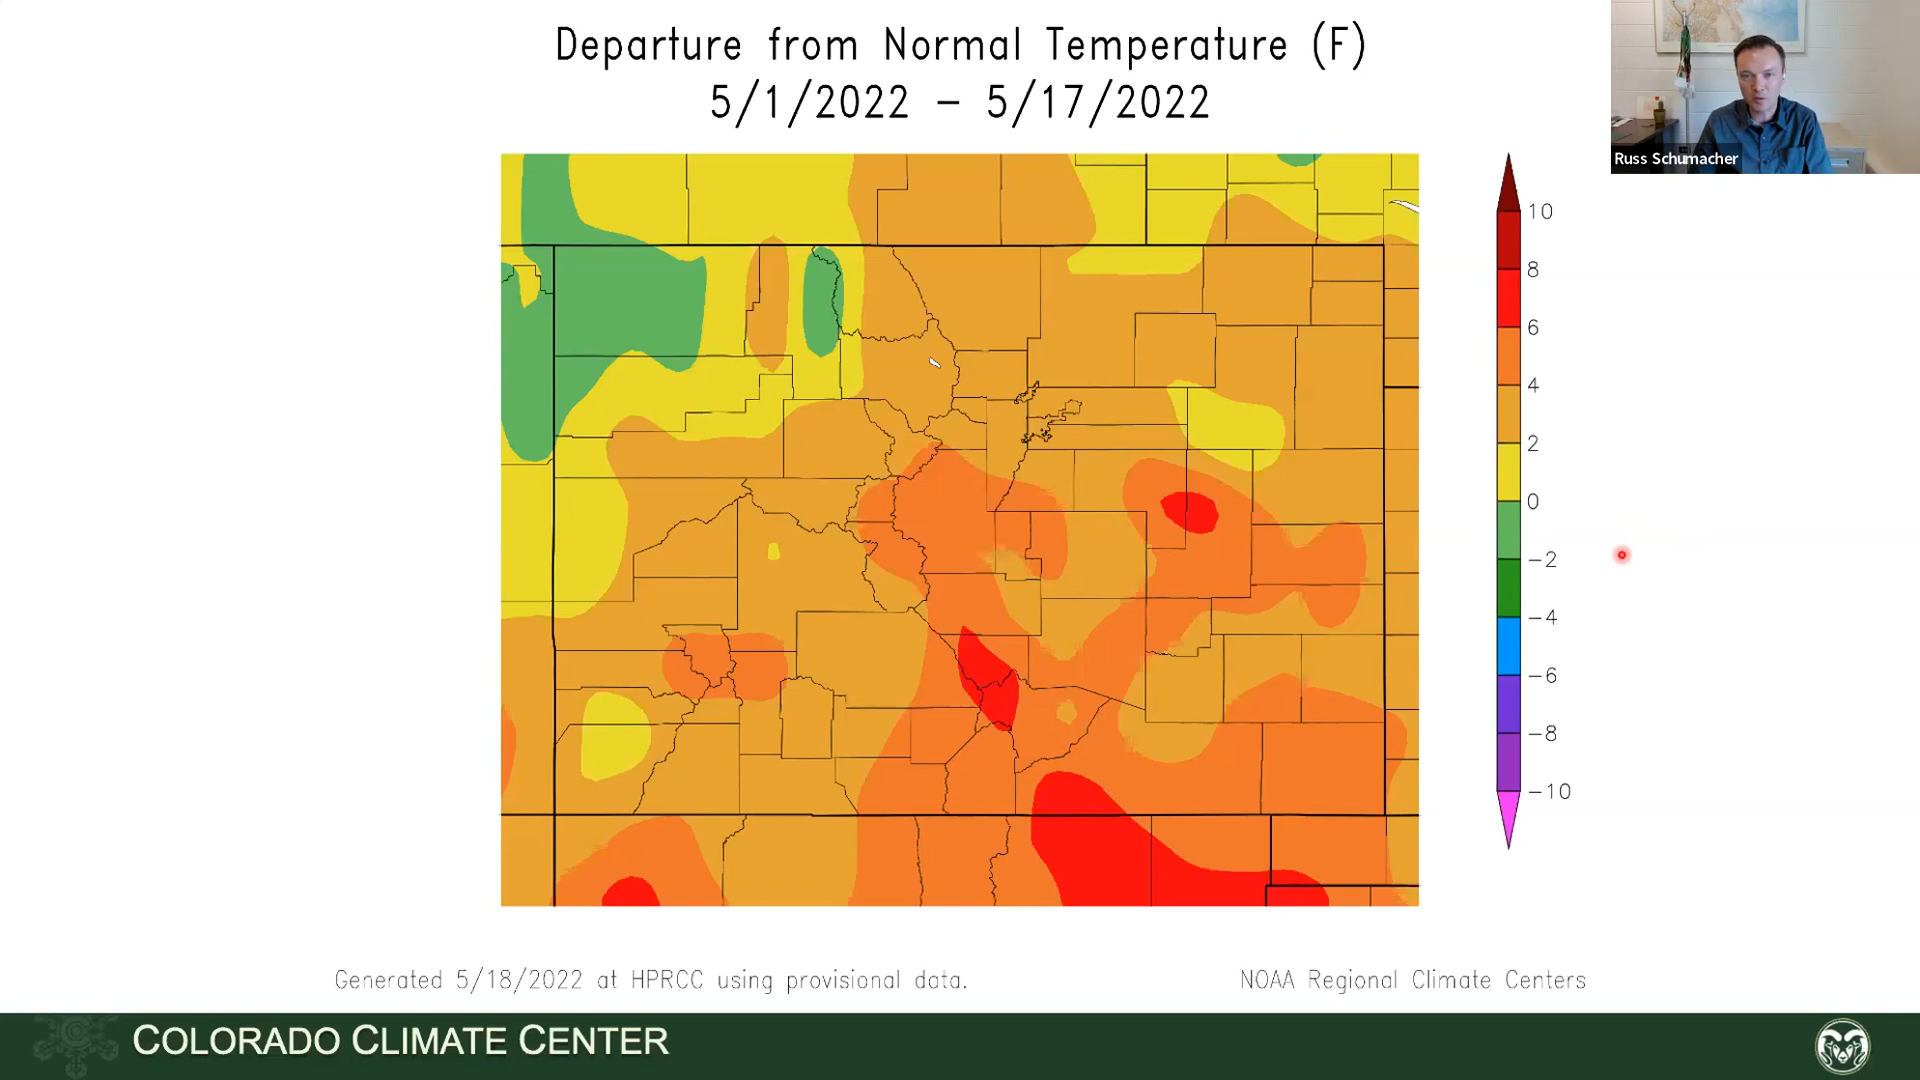 Departure from Normal Temperature (F)
5/1/2022 – 5/17/2022
Russ Schumacher
10
8
6
4
2
0
−2
−4
−6
−8
−10
Generated 5/18/2022 at HPRCC using provisional data.
NOAA Regional Climate Centers
COLORADO CLIMATE CENTER